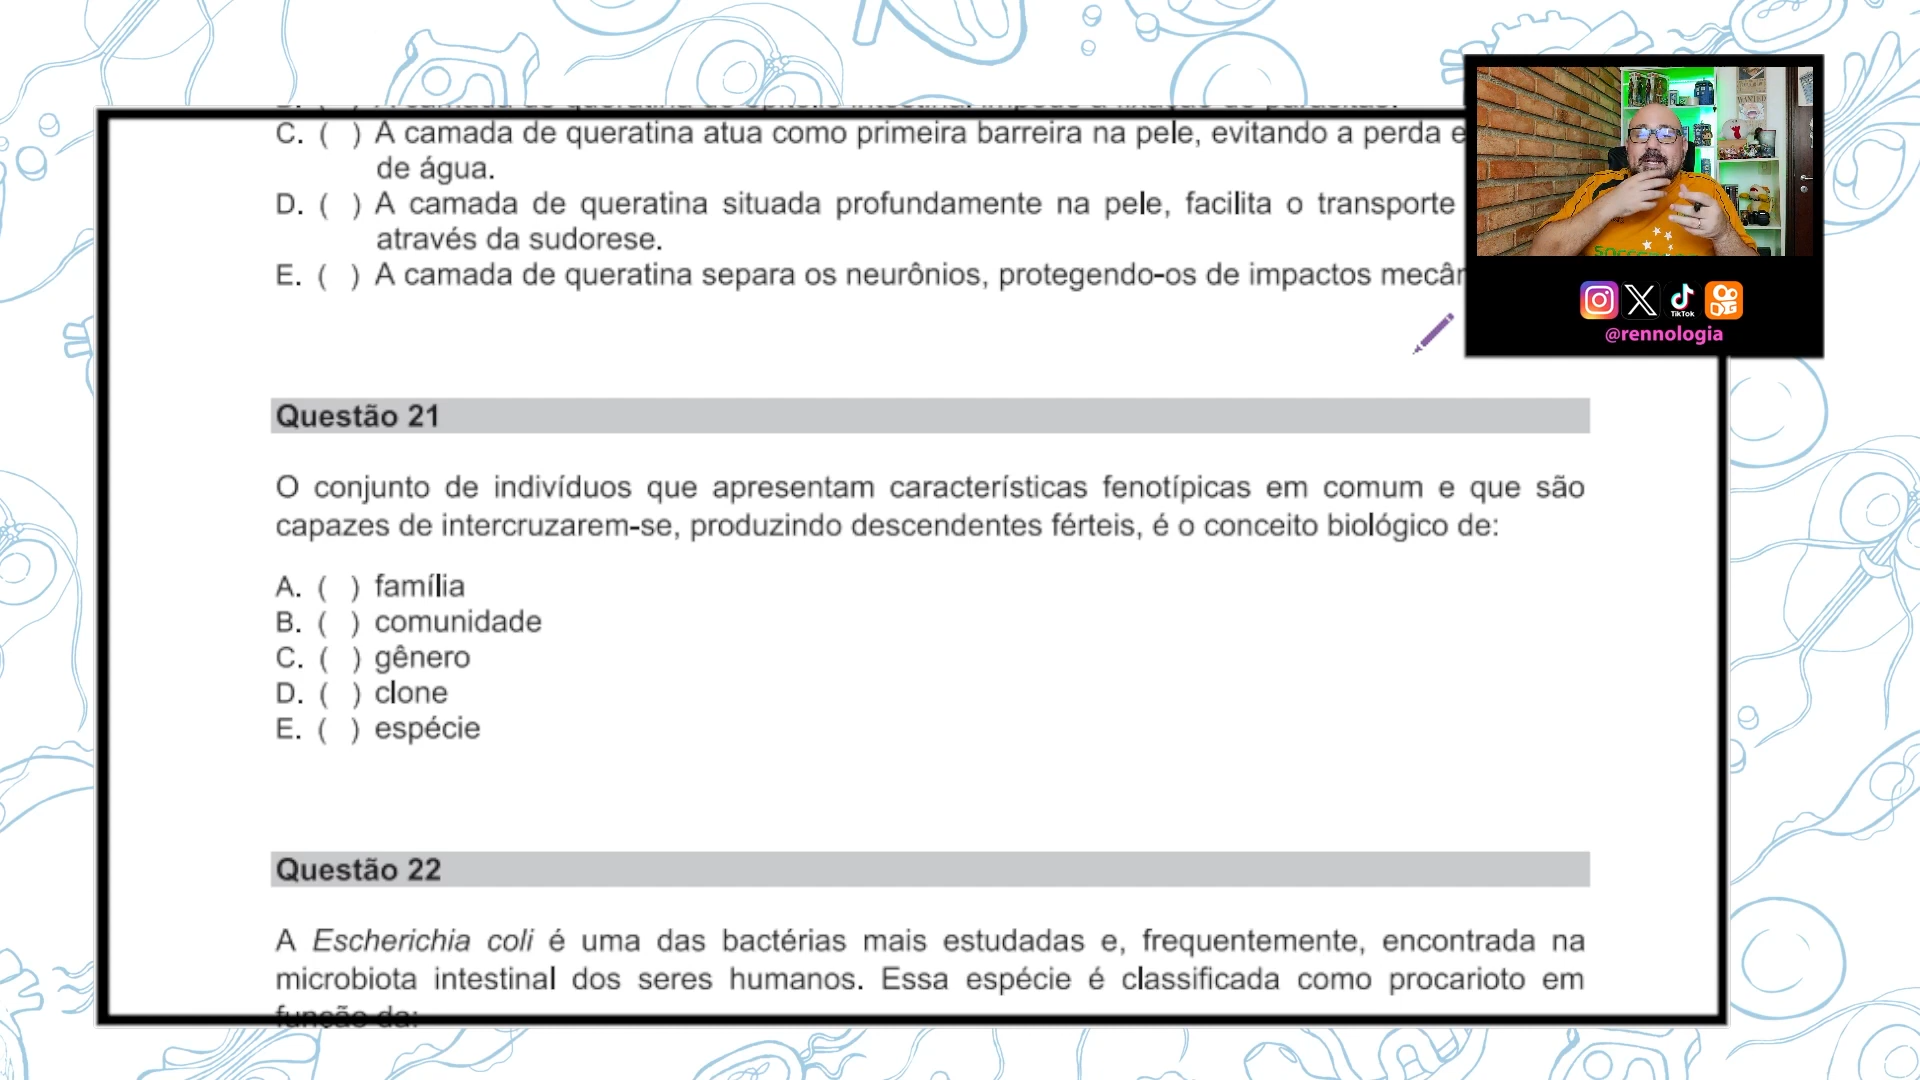 C. ( ) A camada de queratina atua como primeira barreira na pele, evitando a perda e
de água.
D. ( ) A camada de queratina situada profundamente na pele, facilita o transporte
através da sudorese.
E. ( ) A camada de queratina separa os neurônios, protegendo-os de impactos mecân
TikTok
@rennologia
Questão 21
O conjunto de indivíduos que apresentam características fenotípicas em comum e que são
capazes de intercruzarem-se, produzindo descendentes férteis, é o conceito biológico de:
A. ( ) família
B. ( ) comunidade
C. ( ) gênero
D. ( ) clone
E. ( ) espécie
Questão 22
A Escherichia coli é uma das bactérias mais estudadas e, frequentemente, encontrada na
microbiota intestinal dos seres humanos. Essa espécie é classificada como procarioto em
função da: